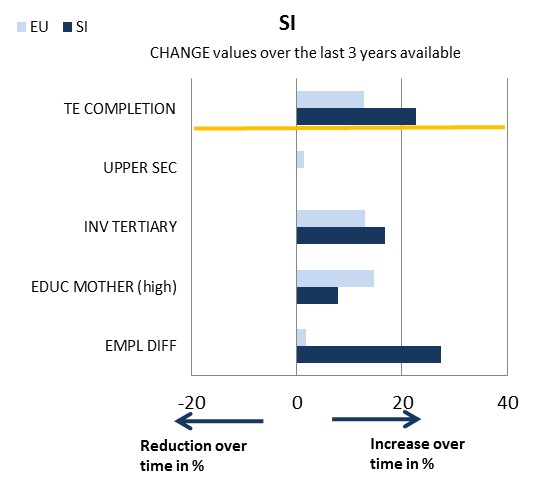 EU SI
SI
CHANGE values over the last 3 years available
TE COMPLETION
UPPER SEC
INV TERTIARY
EDUC MOTHER (high)
EMPL DIFF
-20 0 20 40
Reduction over
time in %
Increase over
time in %